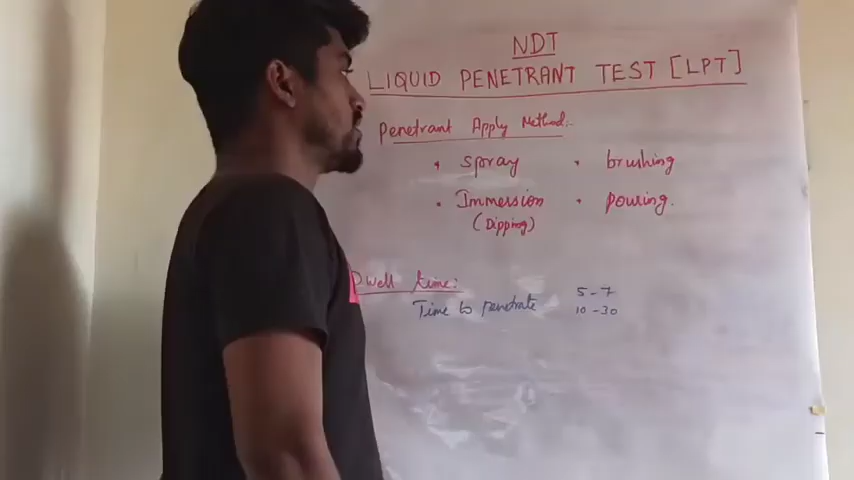 NDT
LIQUID PENETRANT TEST [LPT]
Penetrant Apply Method..
• spray • brushing
• Immersion • pouring.
(Dipping)
Dwell time:
Time to penetrate 5-7
10-30